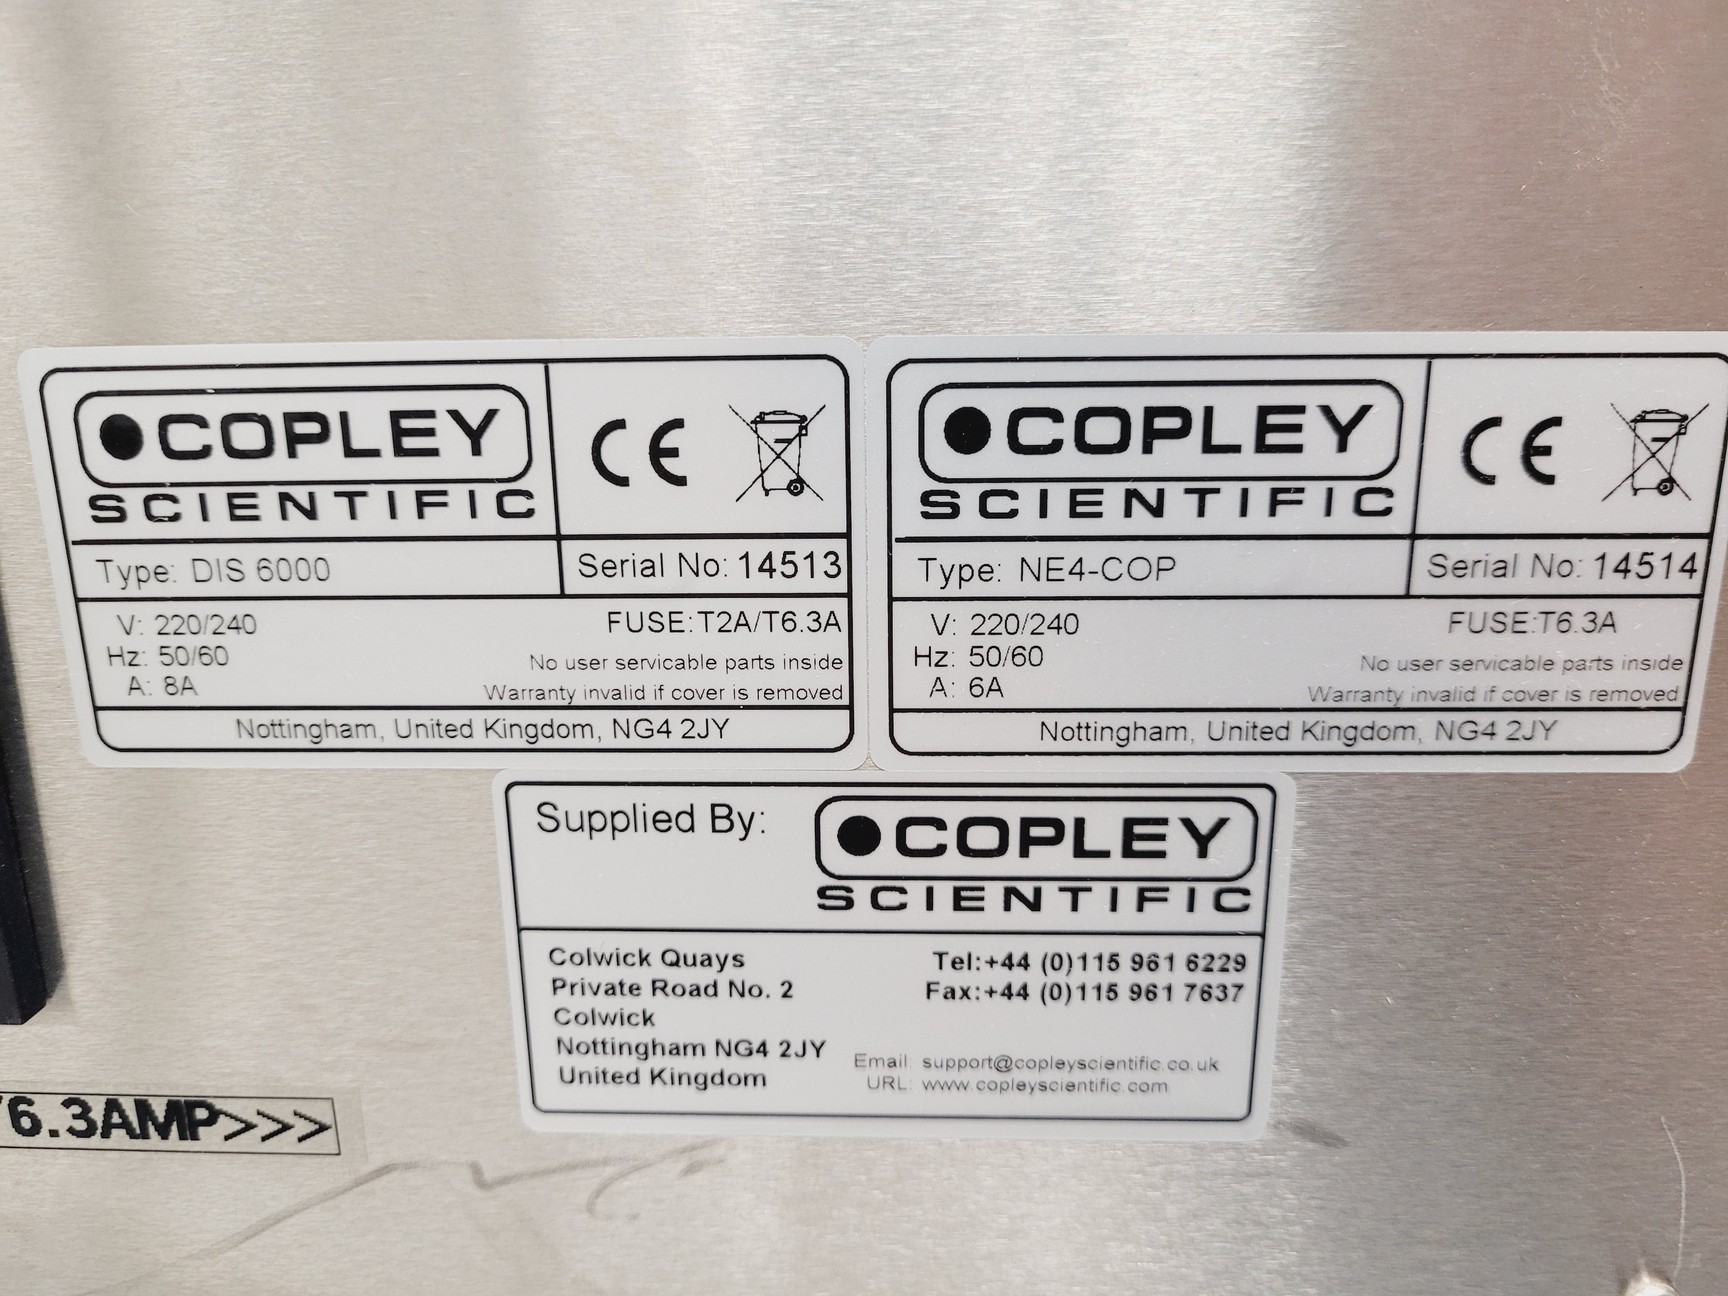 COPLEY
SCIENTIFIC
CE
Type: DIS 6000
Serial No: 14513
V: 220/240
FUSE:T2A/T6.3A
Hz: 50/60
No user servicable parts inside
A: 8A
Warranty invalid if cover is removed
Nottingham, United Kingdom, NG4 2JY
COPLEY
SCIENTIFIC
CE
Type: NE4-COP
Serial No: 14514
V: 220/240
FUSE:T6.3A
Hz: 50/60
No user servicable parts inside
A: 6A
Warranty invalid if cover is removed
Nottingham, United Kingdom, NG4 2JY
Supplied By:
COPLEY
SCIENTIFIC
Colwick Quays
Private Road No. 2
Colwick
Nottingham NG4 2JY
United Kingdom
Tel:+44 (0)115 961 6229
Fax:+44 (0)115 961 7637
Email: support@copleyscientific.co.uk
URL: www.copleyscientific.com
6.3AMP>>>